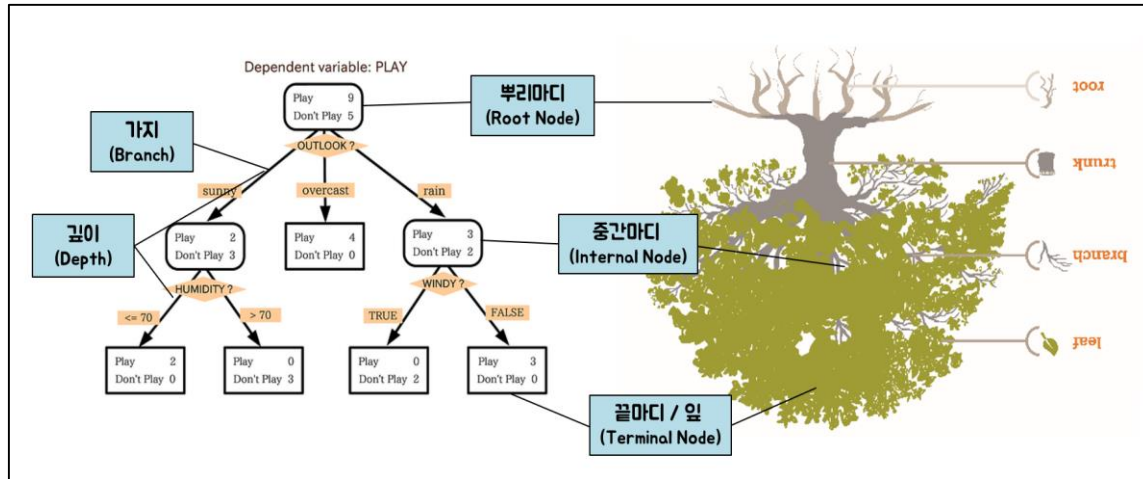 Dependent variable: PLAY
Play 9
Don't Play 5
OUTLOOK ?
뿌리마디
(Root Node)
가지
(Branch)
sunny
overcast
rain
깊이
(Depth)
Play 2
Don't Play 3
Play 4
Don't Play 0
Play 3
Don't Play 2
중간마디
(Internal Node)
HUMIDITY ?
WINDY ?
<= 70
> 70
TRUE
FALSE
Play 2
Don't Play 0
Play 0
Don't Play 3
Play 0
Don't Play 2
Play 3
Don't Play 0
끝마디 / 잎
(Terminal Node)
root
trunk
branch
leaf